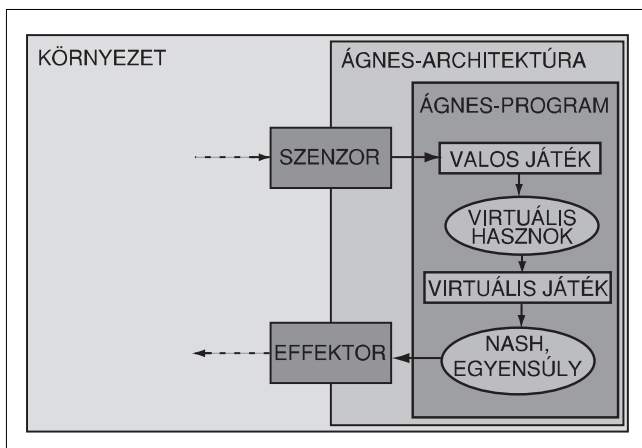 KÖRNYEZET
ÁGNES-ARCHITEKTÚRA
ÁGNES-PROGRAM
SZENZOR
VALOS JÁTÉK
VIRTUÁLIS
HASZNOK
VIRTUÁLIS JÁTÉK
EFFEKTOR
NASH,
EGYENSÚLY